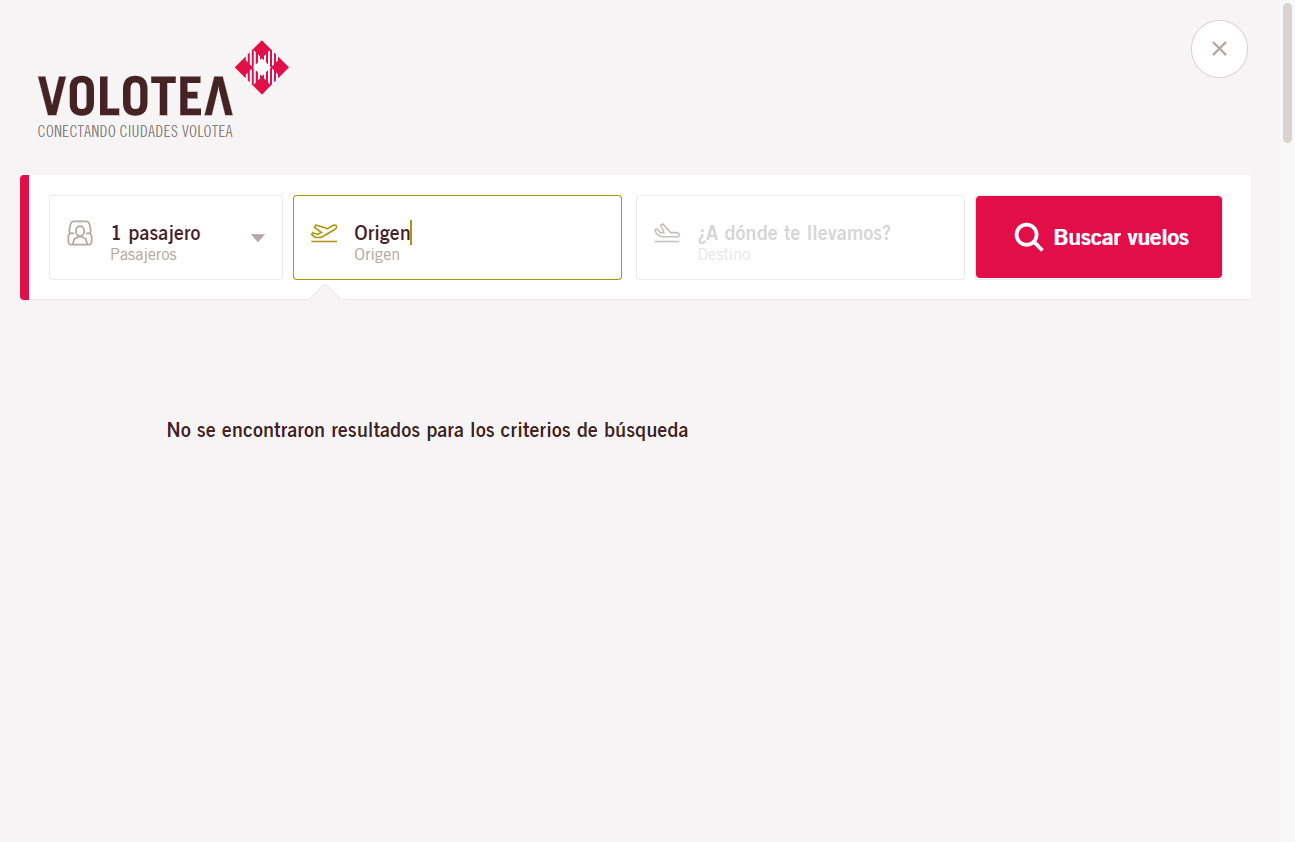 VOLOTEA
CONECTANDO CIUDADES VOLOTEA
1 pasajero
Pasajeros
Origen
Origen
¿A dónde te llevamos?
Destino
Buscar vuelos
No se encontraron resultados para los criterios de búsqueda